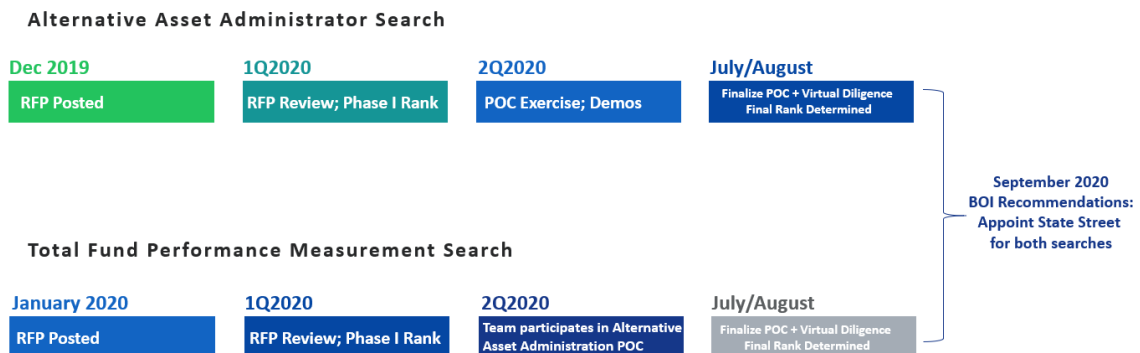 Alternative Asset Administrator Search
Dec 2019
RFP Posted
1Q2020
RFP Review; Phase I Rank
2Q2020
POC Exercise; Demos
July/August
Finalize POC + Virtual Diligence
Final Rank Determined
September 2020
BOI Recommendations:
Appoint State Street
for both searches
Total Fund Performance Measurement Search
January 2020
RFP Posted
1Q2020
RFP Review; Phase I Rank
2Q2020
Team participates in Alternative
Asset Administration POC
July/August
Finalize POC + Virtual Diligence
Final Rank Determined